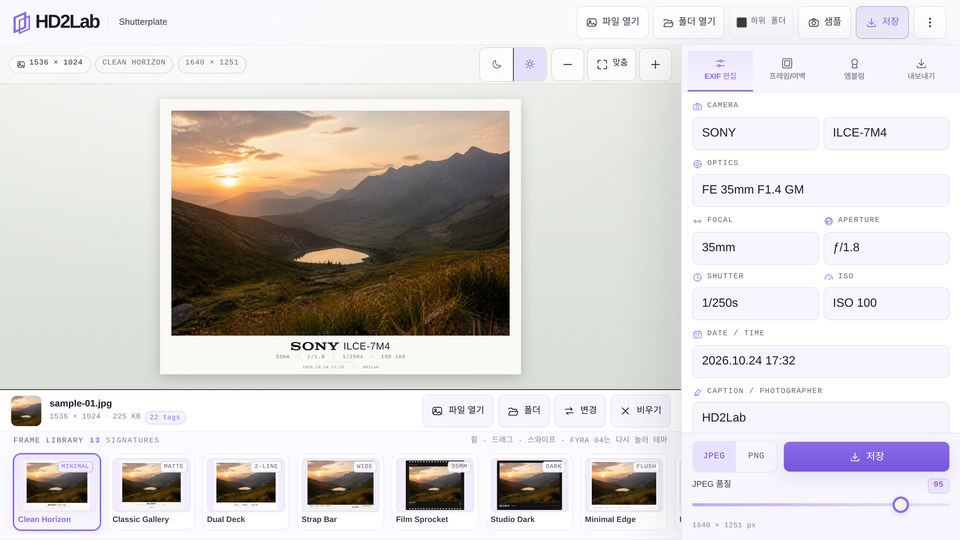 HD2Lab
Shutterplate
파일 열기
폴더 열기
하위 폴더
샘플
저장
1536 × 1024
CLEAN HORIZON
1640 × 1251
맞춤
EXIF 편집
프레임/여백
엠블럼
내보내기
CAMERA
SONY
ILCE-7M4
OPTICS
FE 35mm F1.4 GM
FOCAL
APERTURE
35mm
ƒ/1.8
SHUTTER
ISO
1/250s
ISO 100
DATE / TIME
2026.10.24 17:32
CAPTION / PHOTOGRAPHER
HD2Lab
SONY ILCE-7M4
35mm · ƒ/1.8 · 1/250s · ISO 100
2026.10.24 17:32 · HD2Lab
sample-01.jpg
1536 × 1024 · 225 KB 22 tags
파일 열기
폴더
변경
비우기
FRAME LIBRARY 13 SIGNATURES
휠 · 드래그 · 스와이프 · FYRA 04는 다시 눌러 테마
MINIMAL
Clean Horizon
MATTE
Classic Gallery
2-LINE
Dual Deck
WIDE
Strap Bar
35MM
Film Sprocket
DARK
Studio Dark
FLUSH
Minimal Edge
JPEG
PNG
저장
JPEG 품질
95
1640 × 1251 px